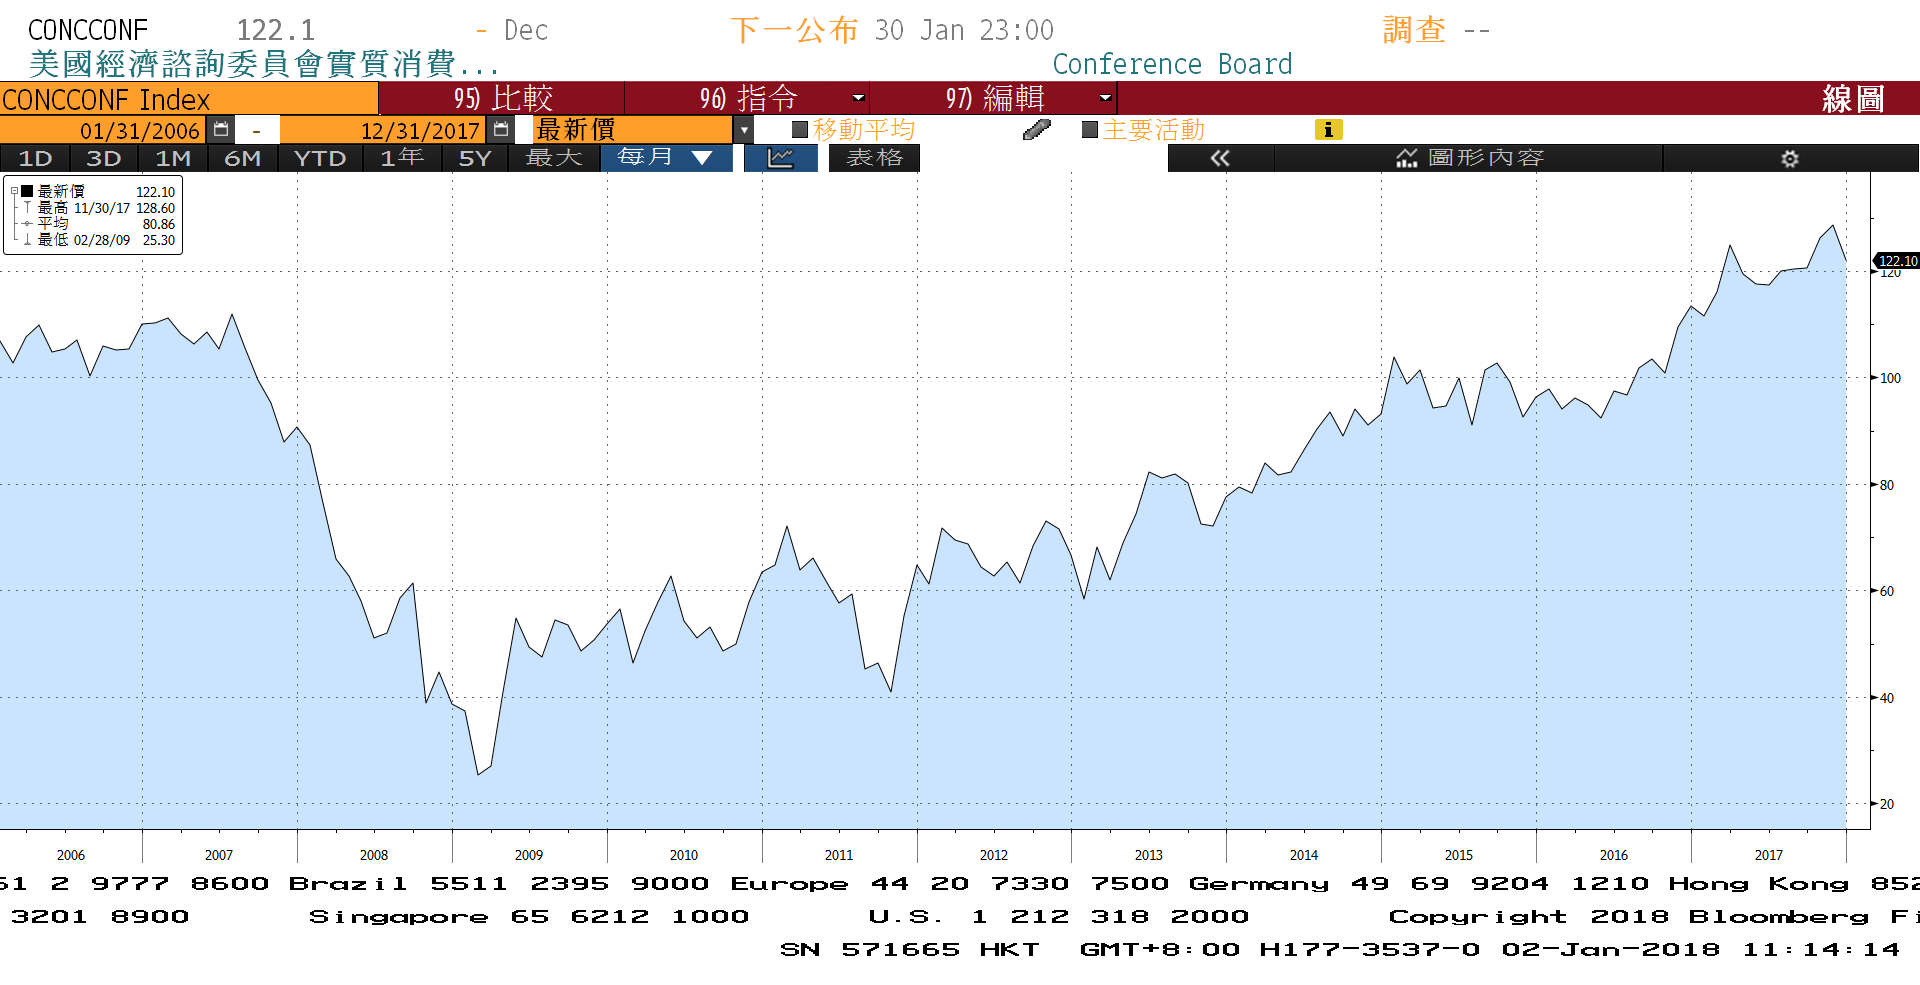 CONCCONF 122.1 - Dec 下一公布 30 Jan 23:00 調查 --
美國經濟諮詢委員會實質消費... Conference Board
CONCCONF Index 95) 比較 96) 指令 97) 編輯 線圖
01/31/2006 - 12/31/2017 最新價 移動平均 主要活動
1D 3D 1M 6M YTD 1年 5Y 最大 每月 ▼ 表格 « 圖形內容
最新價 122.10
最高 11/30/17 128.60
平均 80.86
最低 02/28/09 25.30
122.10
120
100
80
60
40
20
2006 2007 2008 2009 2010 2011 2012 2013 2014 2015 2016 2017
61 2 9777 8600 Brazil 5511 2395 9000 Europe 44 20 7330 7500 Germany 49 69 9204 1210 Hong Kong 852
3201 8900 Singapore 65 6212 1000 U.S. 1 212 318 2000 Copyright 2018 Bloomberg Fi
SN 571665 HKT GMT+8:00 H177-3537-0 02-Jan-2018 11:14:14